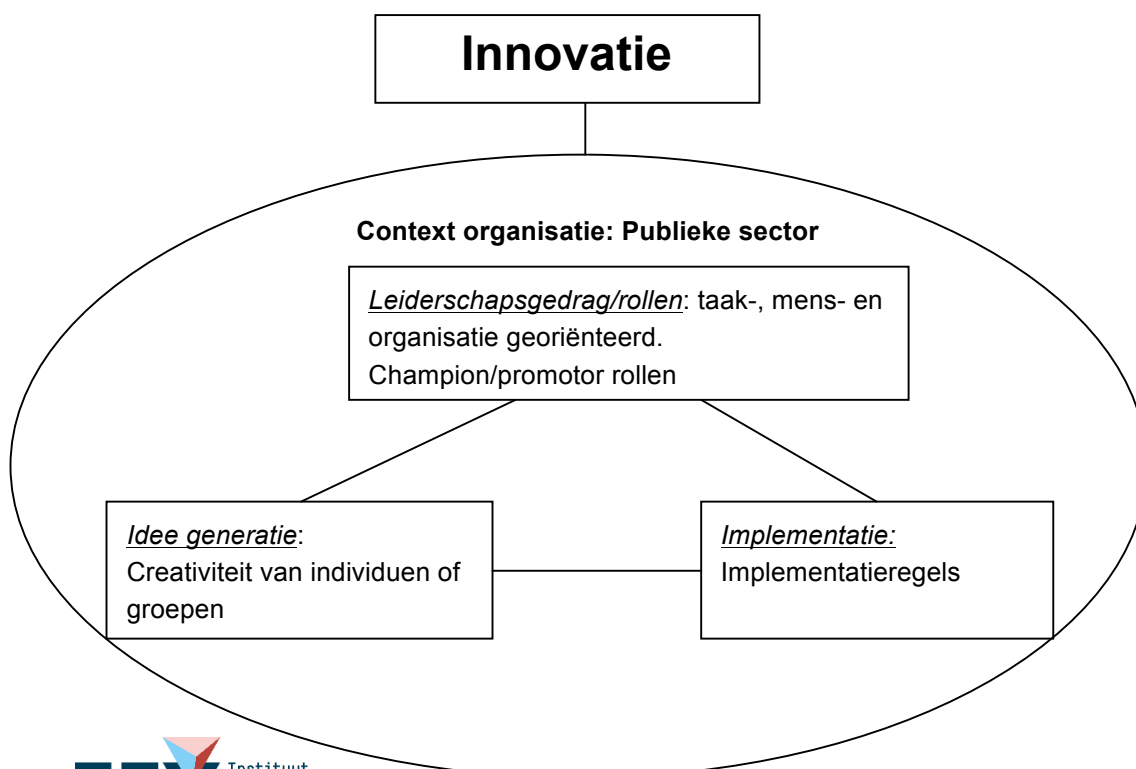 Innovatie
Context organisatie: Publieke sector
Leiderschapsgedrag/rollen: taak-, mens- en
organisatie georiënteerd.
Champion/promotor rollen
Idee generatie:
Creativiteit van individuen of
groepen
Implementatie:
Implementatieregels
Instituut